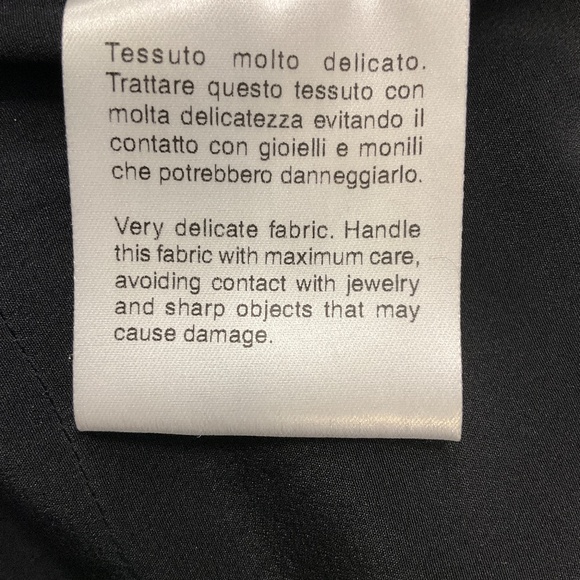 Tessuto molto delicato.
Trattare questo tessuto con
molta delicatezza evitando il
contatto con gioielli e monili
che potrebbero danneggiarlo.
Very delicate fabric. Handle
this fabric with maximum care,
avoiding contact with jewelry
and sharp objects that may
cause damage.